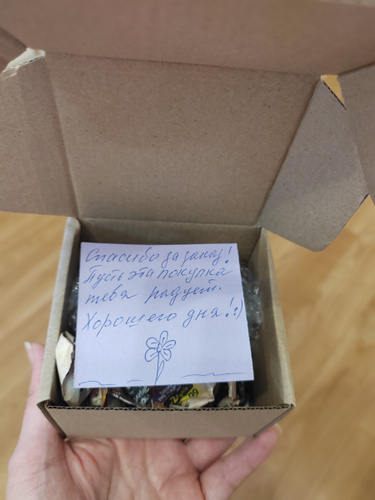 Спасибо за заказ!
Пусть эта покупка
тебя радует.
Хорошего дня! :)